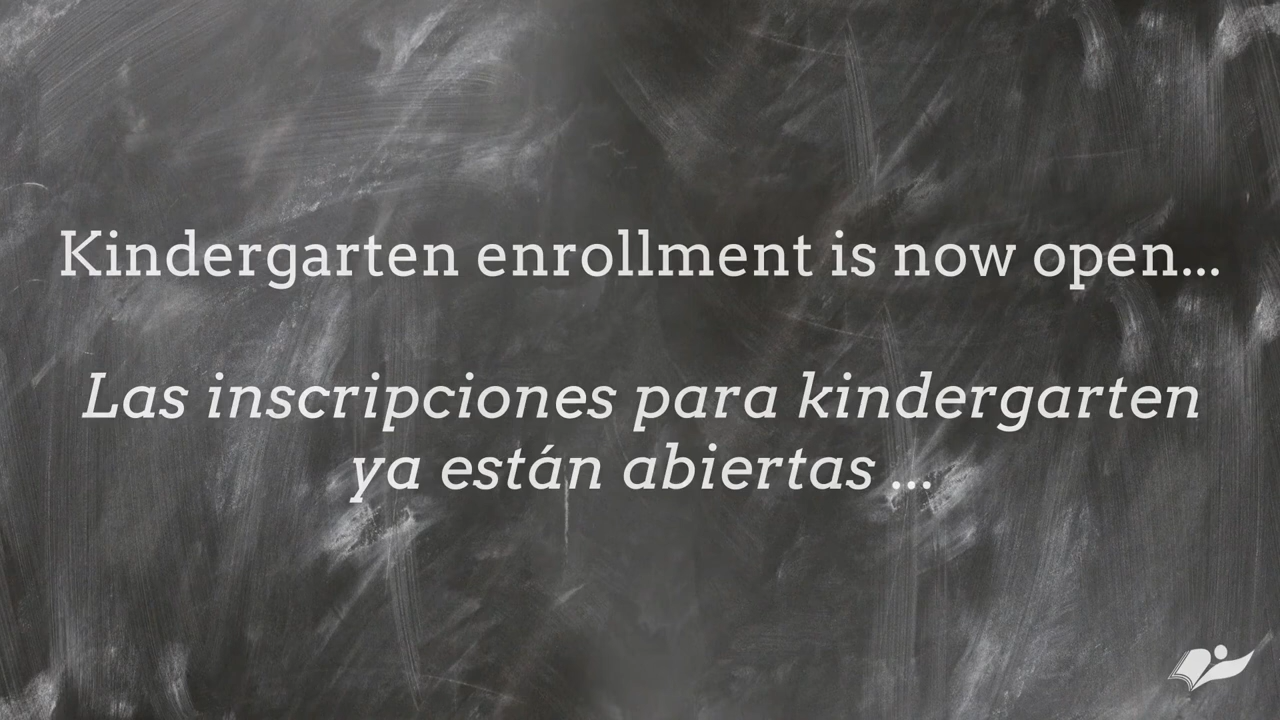 Kindergarten enrollment is now open...
Las inscripciones para kindergarten
ya están abiertas ...